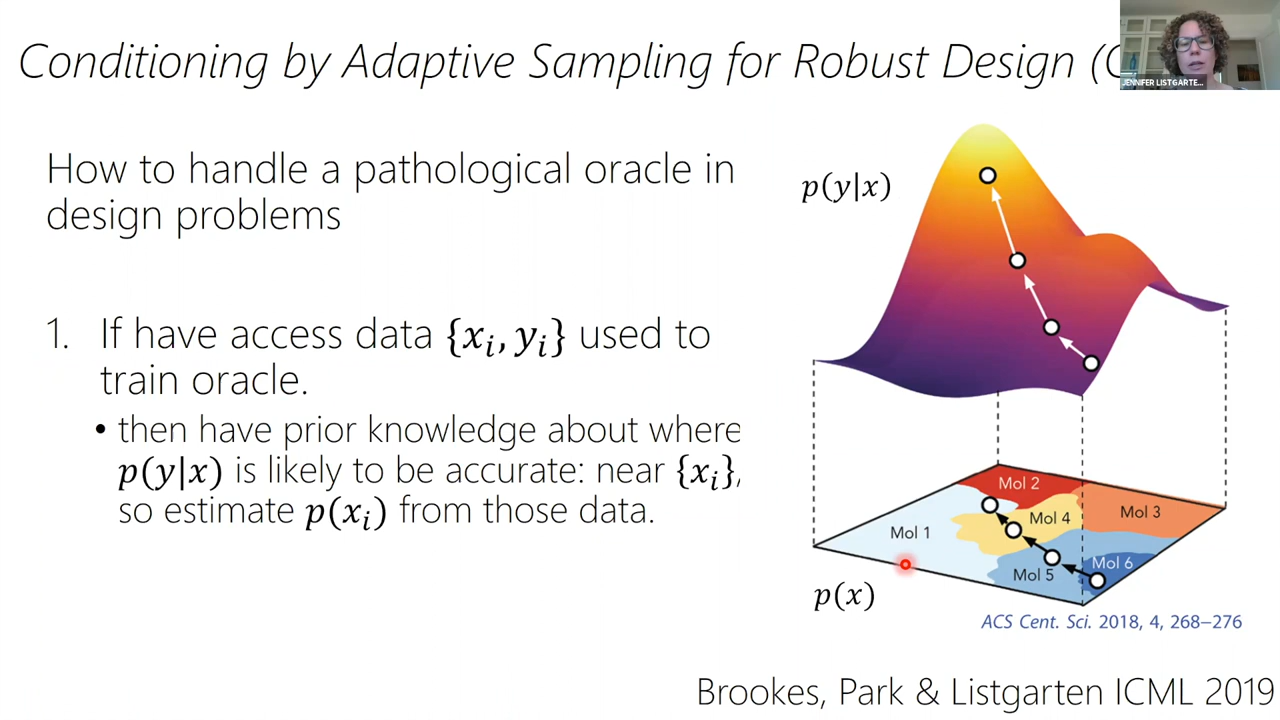 Conditioning by Adaptive Sampling for Robust Design (
JENNIFER LISTGARTE...
How to handle a pathological oracle in
design problems
1. If have access data {xᵢ, yᵢ} used to
train oracle.
• then have prior knowledge about where
p(y|x) is likely to be accurate: near {xᵢ},
so estimate p(xᵢ) from those data.
p(y|x)
Mol 2
Mol 1
Mol 4
Mol 3
Mol 5
Mol 6
p(x)
ACS Cent. Sci. 2018, 4, 268–276
Brookes, Park & Listgarten ICML 2019